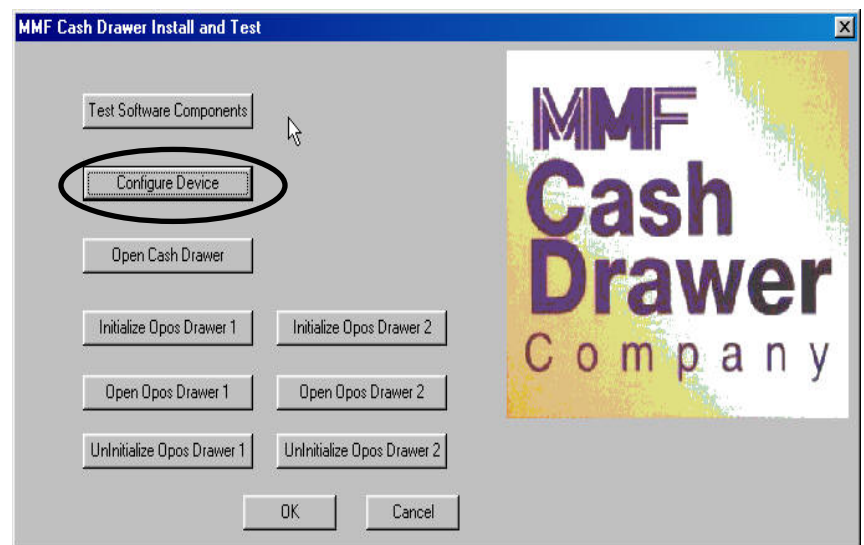 MMF Cash Drawer Install and Test
Test Software Components
Configure Device
Open Cash Drawer
Initialize Opos Drawer 1
Initialize Opos Drawer 2
Open Opos Drawer 1
Open Opos Drawer 2
UnInitialize Opos Drawer 1
UnInitialize Opos Drawer 2
OK
Cancel
MMF
Cash
Drawer
Company